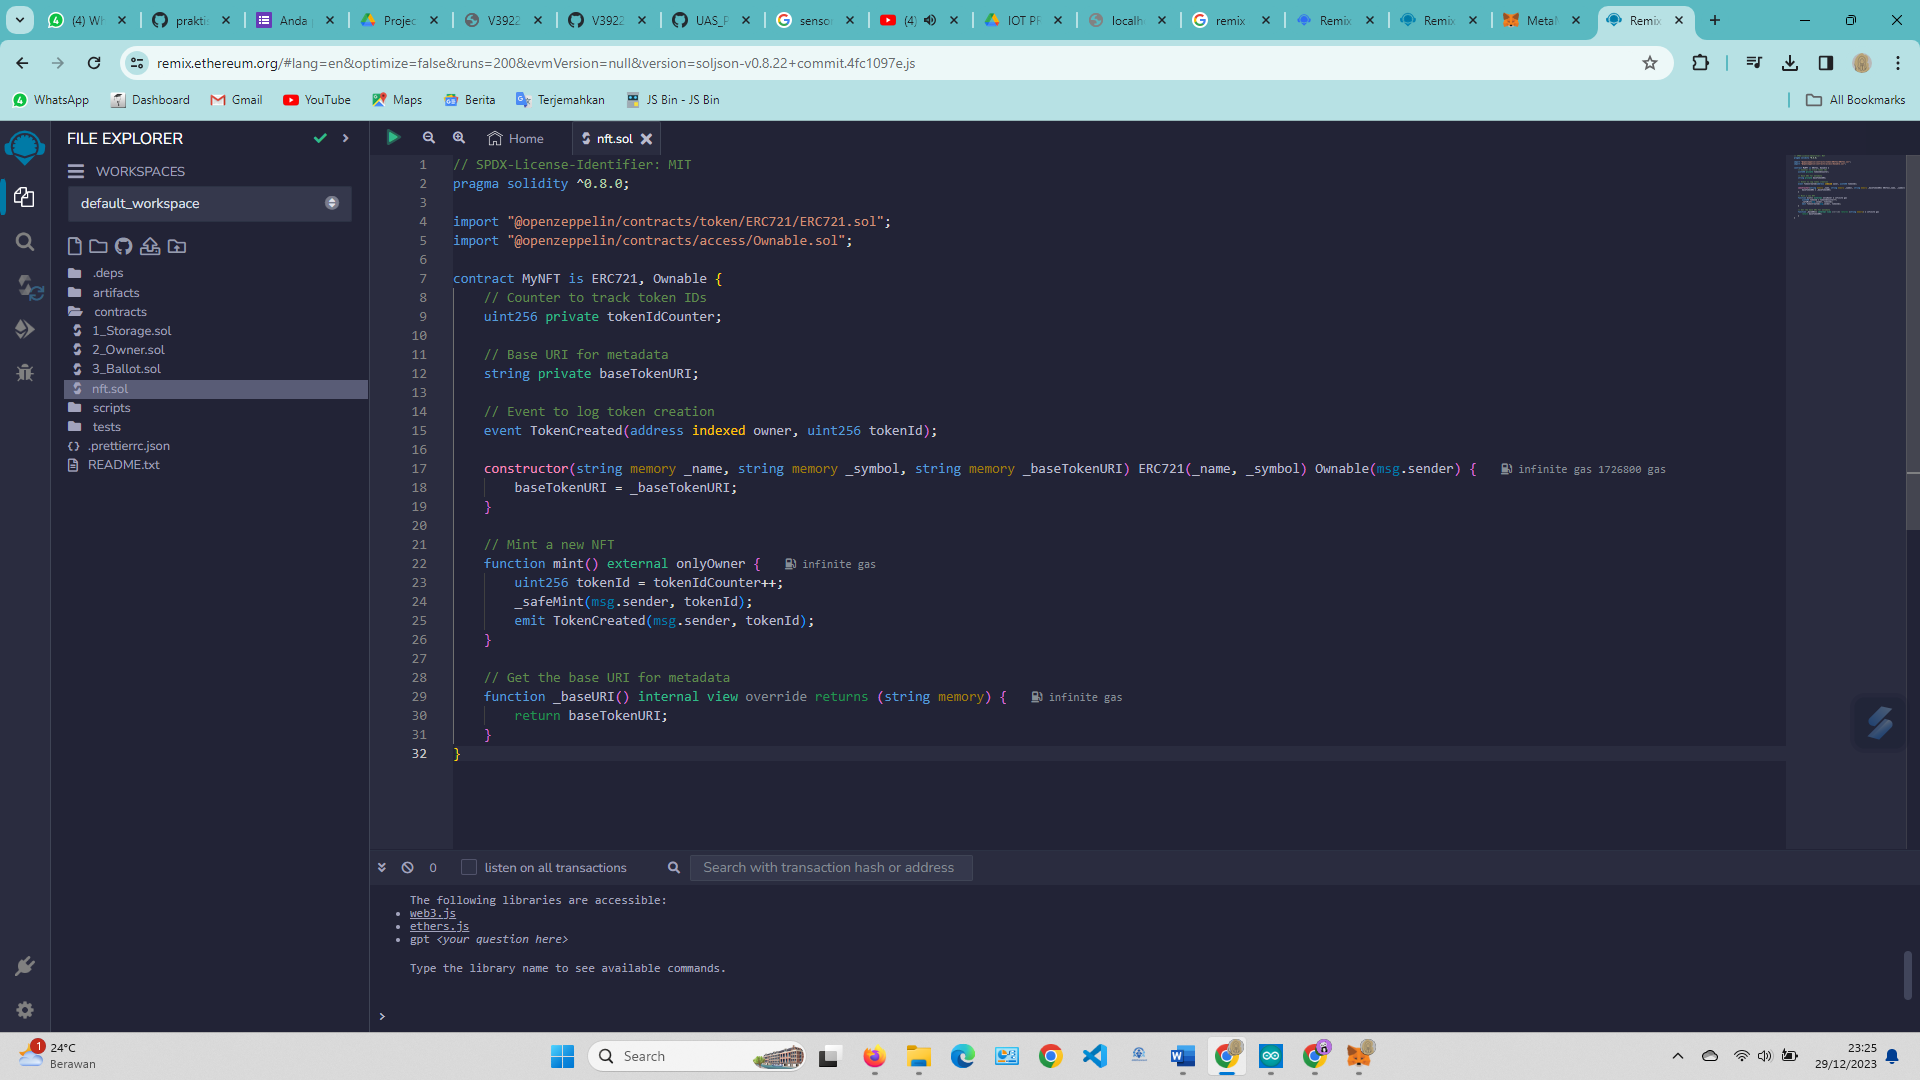 (4) Wh
prakti
Anda
Projec
V3922
V3922
UAS_P
senso
(4)
IOT PR
localh
remix
Remix
Remix
MetaM
Remix
remix.ethereum.org/#lang=en&optimize=false&runs=200&evmVersion=null&version=soljson-v0.8.22+commit.4fc1097e.js
WhatsApp
Dashboard
Gmail
YouTube
Maps
Berita
Terjemahkan
JS Bin - JS Bin
All Bookmarks
FILE EXPLORER
WORKSPACES
default_workspace
.deps
artifacts
contracts
1_Storage.sol
2_Owner.sol
3_Ballot.sol
nft.sol
scripts
tests
.prettierrc.json
README.txt
Home
nft.sol
1 // SPDX-License-Identifier: MIT
2 pragma solidity ^0.8.0;
3
4 import "@openzeppelin/contracts/token/ERC721/ERC721.sol";
5 import "@openzeppelin/contracts/access/Ownable.sol";
6
7 contract MyNFT is ERC721, Ownable {
8 // Counter to track token IDs
9 uint256 private tokenIdCounter;
10
11 // Base URI for metadata
12 string private baseTokenURI;
13
14 // Event to log token creation
15 event TokenCreated(address indexed owner, uint256 tokenId);
16
17 constructor(string memory _name, string memory _symbol, string memory _baseTokenURI) ERC721(_name, _symbol) Ownable(msg.sender) { infinite gas 1726800 gas
18 baseTokenURI = _baseTokenURI;
19 }
20
21 // Mint a new NFT
22 function mint() external onlyOwner { infinite gas
23 uint256 tokenId = tokenIdCounter++;
24 _safeMint(msg.sender, tokenId);
25 emit TokenCreated(msg.sender, tokenId);
26 }
27
28 // Get the base URI for metadata
29 function _baseURI() internal view override returns (string memory) { infinite gas
30 return baseTokenURI;
31 }
32 }
0
listen on all transactions
Search with transaction hash or address
The following libraries are accessible:
• web3.js
• ethers.js
• gpt <your question here>
Type the library name to see available commands.
>
1
24°C
Berawan
Search
23:25
29/12/2023